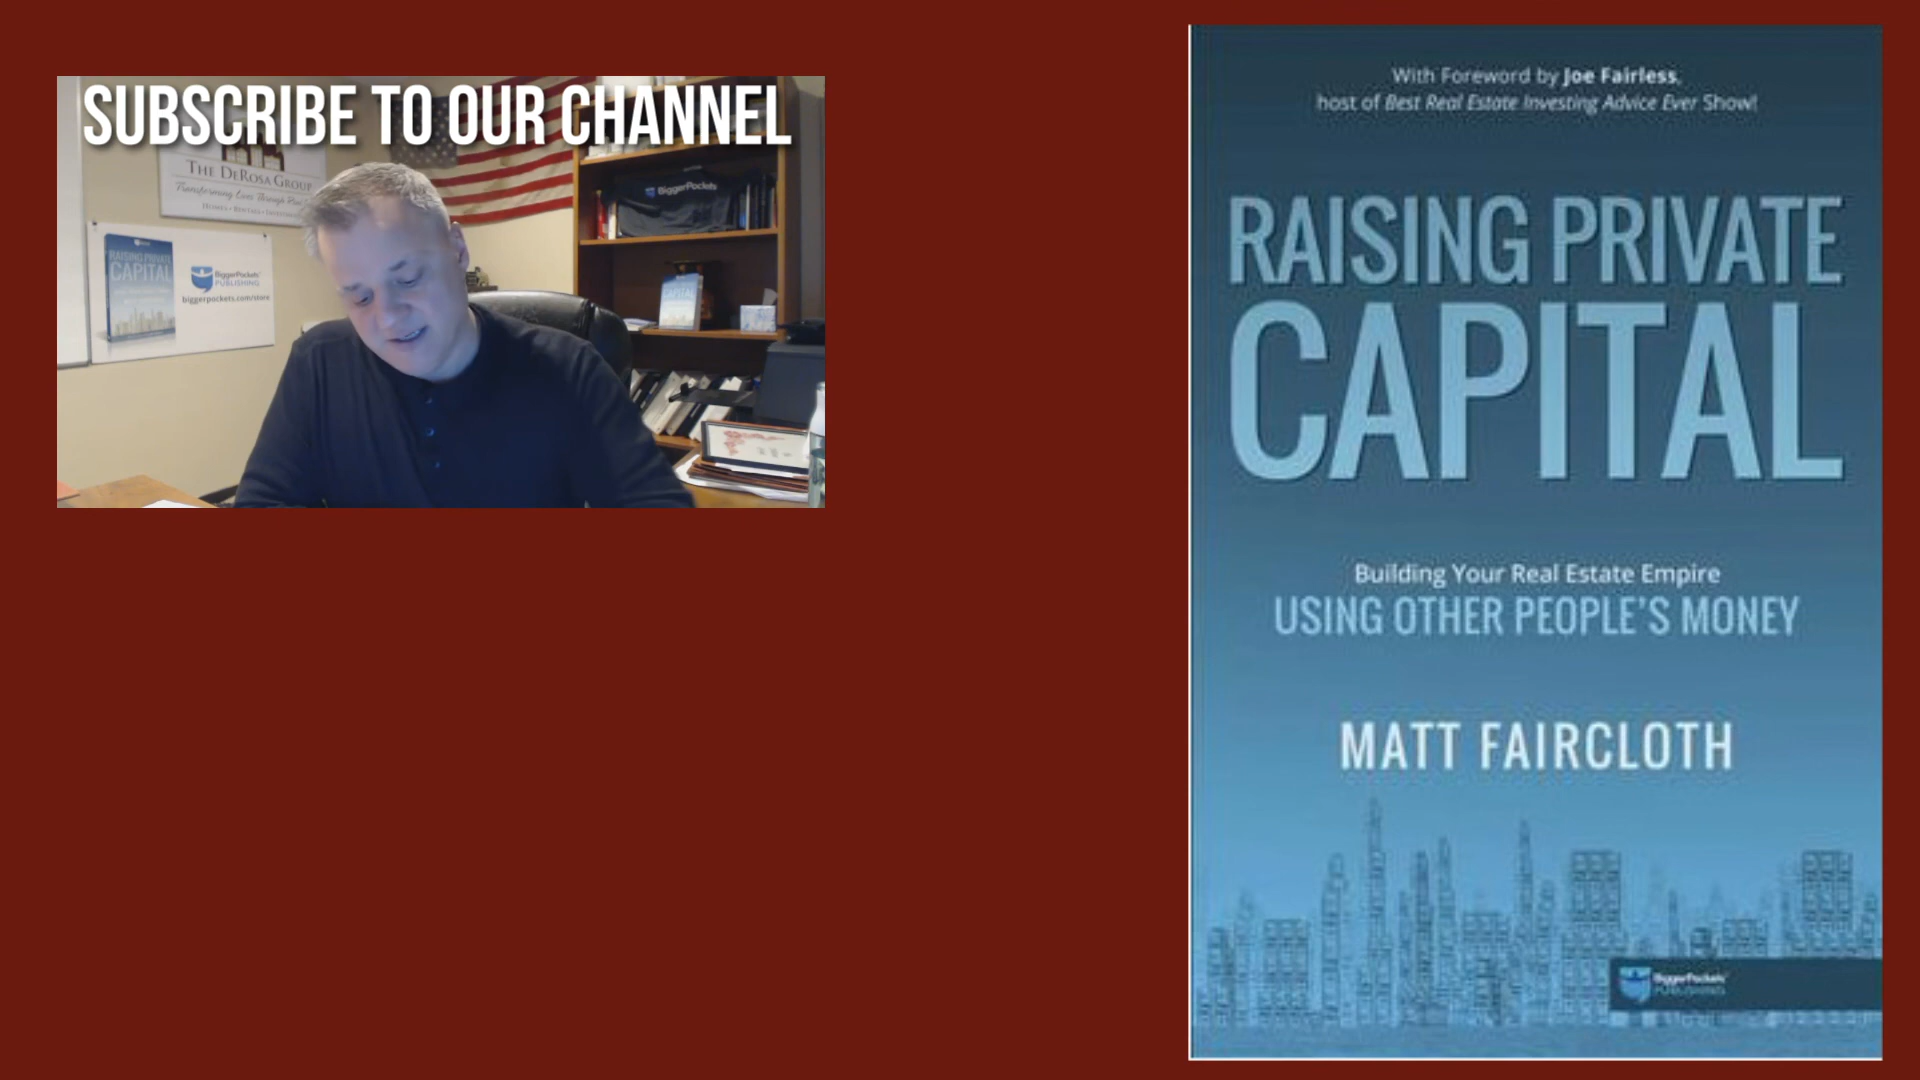 SUBSCRIBE TO OUR CHANNEL
THE DEROSA GROUP
BiggerPockets
RAISING PRIVATE
CAPITAL
BiggerPockets
PUBLISHING
biggerpockets.com/store
CAPITAL
With Foreword by Joe Fairless,
host of Best Real Estate Investing Advice Ever Show!
RAISING PRIVATE
CAPITAL
Building Your Real Estate Empire
USING OTHER PEOPLE'S MONEY
MATT FAIRCLOTH
BiggerPockets
PUBLISHING